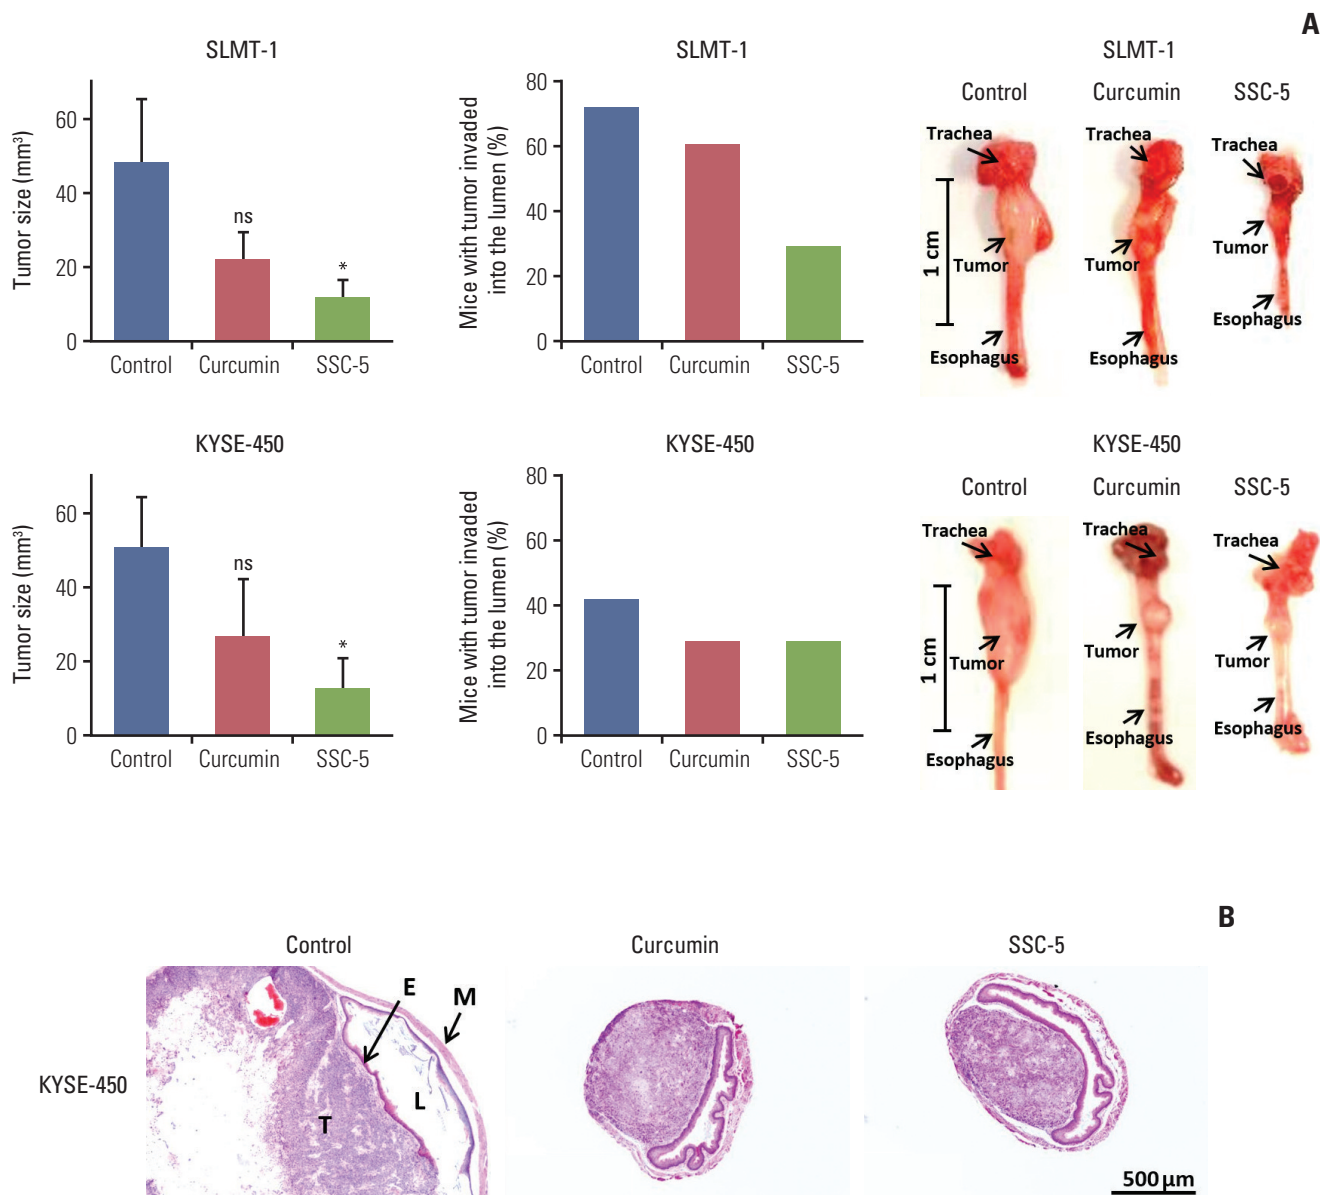 A
SLMT-1
Tumor size (mm³)
60
40
20
0
ns
*
Control
Curcumin
SSC-5
SLMT-1
Mice with tumor invaded
into the lumen (%)
80
60
40
20
0
Control
Curcumin
SSC-5
SLMT-1
Control
Curcumin
SSC-5
Trachea
1 cm
Tumor
Esophagus
Trachea
Tumor
Esophagus
Trachea
Tumor
Esophagus
KYSE-450
Tumor size (mm³)
60
40
20
0
ns
*
Control
Curcumin
SSC-5
KYSE-450
Mice with tumor invaded
into the lumen (%)
80
60
40
20
0
Control
Curcumin
SSC-5
KYSE-450
Control
Curcumin
SSC-5
Trachea
1 cm
Tumor
Esophagus
Trachea
Tumor
Esophagus
Trachea
Tumor
Esophagus
B
Control
Curcumin
SSC-5
KYSE-450
E
M
L
T
500 µm